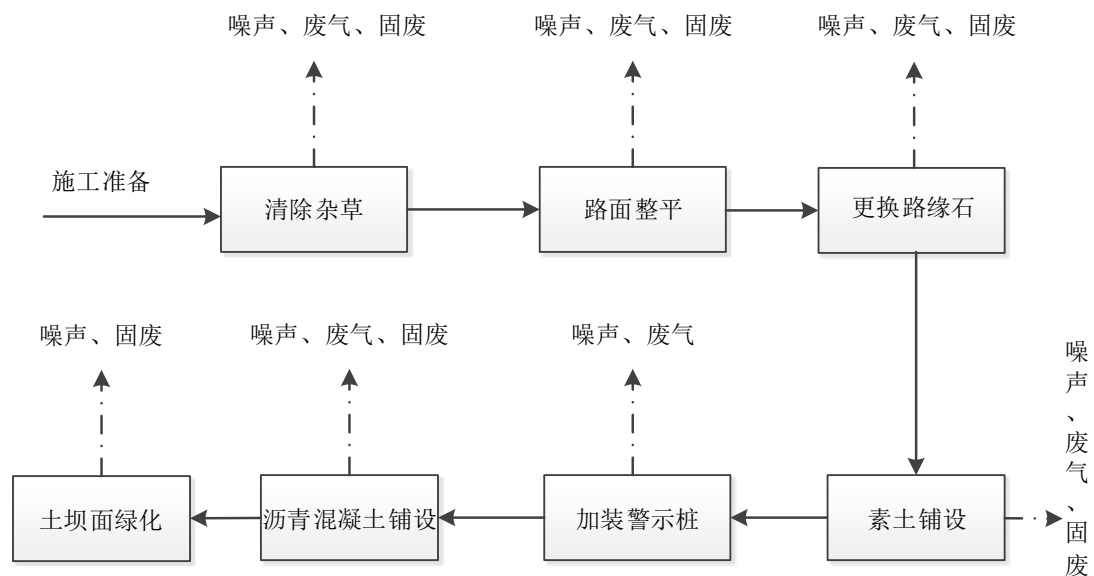 噪声、废气、固废
噪声、废气、固废
噪声、废气、固废
施工准备
清除杂草
路面整平
更换路缘石
噪声、固废
噪声、废气、固废
噪声、废气
噪声、废气、固废
土坝面绿化
沥青混凝土铺设
加装警示桩
素土铺设